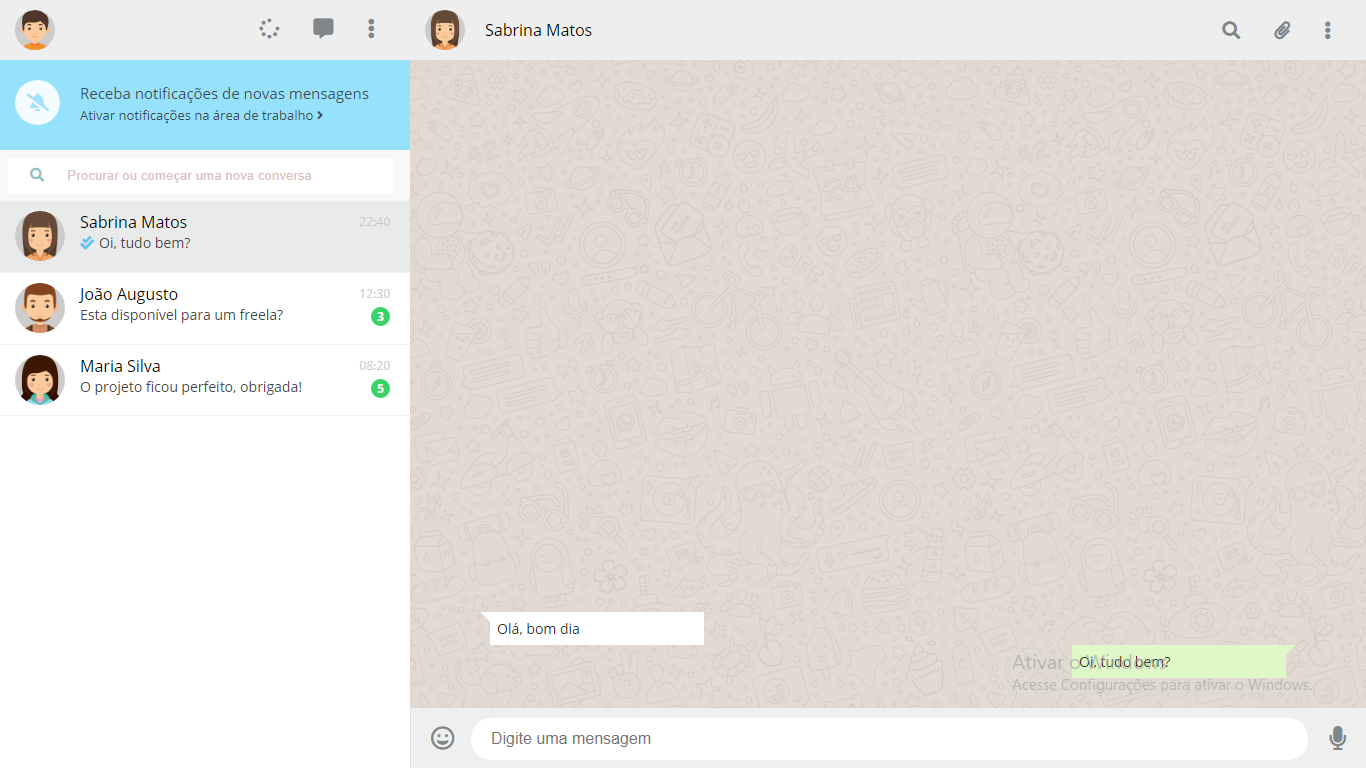 Sabrina Matos
Receba notificações de novas mensagens
Ativar notificações na área de trabalho
Procurar ou começar uma nova conversa
Sabrina Matos 22:40
Oi, tudo bem?
João Augusto 12:30
Esta disponível para um freela? 3
Maria Silva 08:20
O projeto ficou perfeito, obrigada! 5
Olá, bom dia
Oi, tudo bem?
Ativar o Windows
Acesse Configurações para ativar o Windows.
Digite uma mensagem